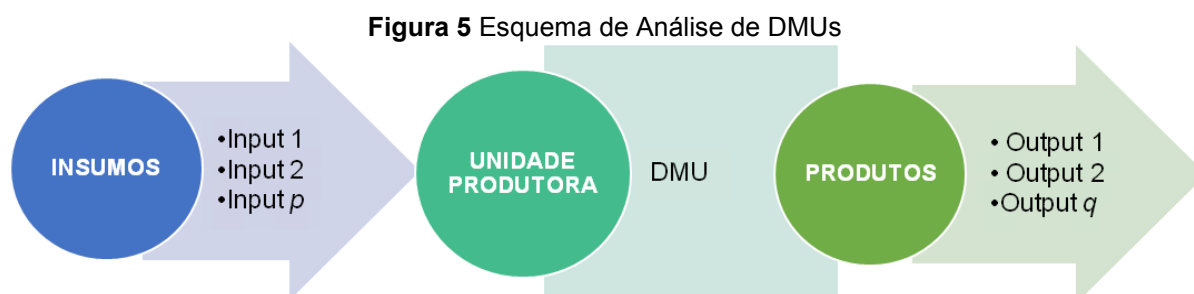 Figura 5 Esquema de Análise de DMUs
INSUMOS
•Input 1
•Input 2
•Input p
UNIDADE
PRODUTORA
DMU
PRODUTOS
• Output 1
• Output 2
•Output q